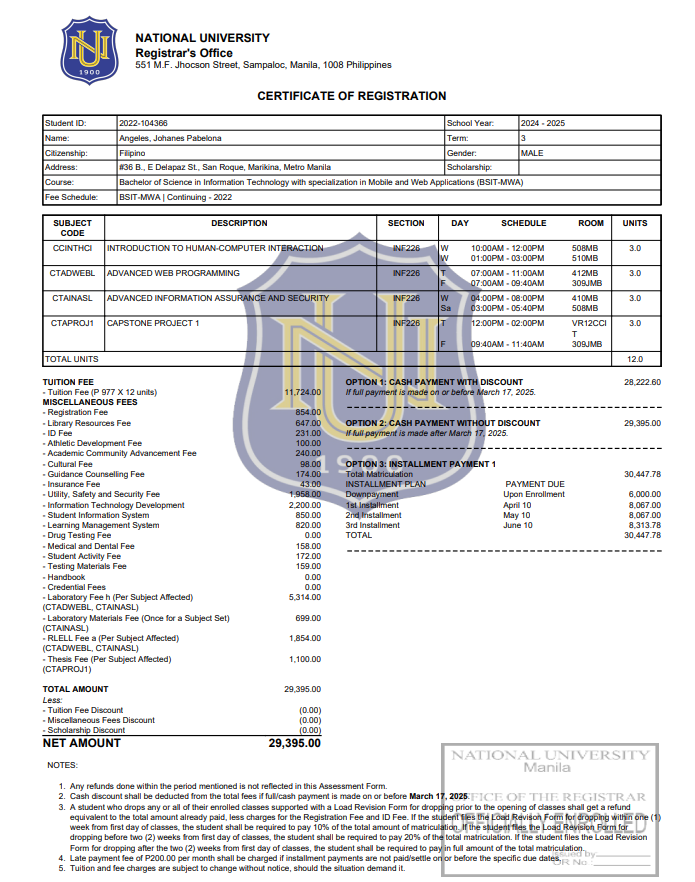 NATIONAL UNIVERSITY
Registrar's Office
551 M.F. Jhocson Street, Sampaloc, Manila, 1008 Philippines
1900
CERTIFICATE OF REGISTRATION
Student ID: 2022-104366 School Year: 2024 - 2025
Name: Angeles, Johanes Pabelona Term: 3
Citizenship: Filipino Gender: MALE
Address: #36 B., E Delapaz St., San Roque, Marikina, Metro Manila Scholarship:
Course: Bachelor of Science in Information Technology with specialization in Mobile and Web Applications (BSIT-MWA)
Fee Schedule: BSIT-MWA | Continuing - 2022
SUBJECT CODE DESCRIPTION SECTION DAY SCHEDULE ROOM UNITS
CCINTHCI INTRODUCTION TO HUMAN-COMPUTER INTERACTION INF226 W 10:00AM - 12:00PM 508MB 3.0
W 01:00PM - 03:00PM 510MB
CTADWEBL ADVANCED WEB PROGRAMMING INF226 T 07:00AM - 11:00AM 412MB 3.0
F 07:00AM - 09:40AM 309JMB
CTAINASL ADVANCED INFORMATION ASSURANCE AND SECURITY INF226 W 04:00PM - 08:00PM 410MB 3.0
Sa 03:00PM - 05:40PM 508MB
CTAPROJ1 CAPSTONE PROJECT 1 INF226 T 12:00PM - 02:00PM VR12CCI 3.0
T
F 09:40AM - 11:40AM 309JMB
TOTAL UNITS 12.0
TUITION FEE
- Tuition Fee (P 977 X 12 units) 11,724.00
MISCELLANEOUS FEES
- Registration Fee 854.00
- Library Resources Fee 647.00
- ID Fee 231.00
- Athletic Development Fee 100.00
- Academic Community Advancement Fee 240.00
- Cultural Fee 98.00
- Guidance Counselling Fee 174.00
- Insurance Fee 43.00
- Utility, Safety and Security Fee 1,958.00
- Information Technology Development 2,200.00
- Student Information System 850.00
- Learning Management System 820.00
- Drug Testing Fee 0.00
- Medical and Dental Fee 158.00
- Student Activity Fee 172.00
- Testing Materials Fee 159.00
- Handbook 0.00
- Credential Fees 0.00
- Laboratory Fee h (Per Subject Affected) 5,314.00
(CTADWEBL, CTAINASL)
- Laboratory Materials Fee (Once for a Subject Set) 699.00
(CTAINASL)
- RLELL Fee a (Per Subject Affected) 1,854.00
(CTADWEBL, CTAINASL)
- Thesis Fee (Per Subject Affected) 1,100.00
(CTAPROJ1)
TOTAL AMOUNT 29,395.00
Less:
- Tuition Fee Discount (0.00)
- Miscellaneous Fees Discount (0.00)
- Scholarship Discount (0.00)
NET AMOUNT 29,395.00
OPTION 1: CASH PAYMENT WITH DISCOUNT 28,222.60
If full payment is made on or before March 17, 2025.
OPTION 2: CASH PAYMENT WITHOUT DISCOUNT 29,395.00
If full payment is made after March 17, 2025.
OPTION 3: INSTALLMENT PAYMENT 1
Total Matriculation 30,447.78
INSTALLMENT PLAN PAYMENT DUE
Downpayment Upon Enrollment 6,000.00
1st Installment April 10 8,067.00
2nd Installment May 10 8,067.00
3rd Installment June 10 8,313.78
TOTAL 30,447.78
1900
NOTES:
1. Any refunds done within the period mentioned is not reflected in this Assessment Form.
2. Cash discount shall be deducted from the total fees if full/cash payment is made on or before March 17, 2025.
3. A student who drops any or all of their enrolled classes supported with a Load Revision Form for dropping prior to the opening of classes shall get a refund
equivalent to the total amount already paid, less charges for the Registration Fee and ID Fee. If the student files the Load Revision Form for dropping within one (1)
week from first day of classes, the student shall be required to pay 10% of the total amount of matriculation. If the student files the Load Revision Form for
dropping before two (2) weeks from first day of classes, the student shall be required to pay 20% of the total amount of matriculation. If the student files the Load Revision
Form for dropping after the two (2) weeks from first day of classes, the student shall be required to pay in full amount of the total matriculation.
4. Late payment fee of P200.00 per month shall be charged if installment payments are not paid/settle on or before the specific due dates.
5. Tuition and fee charges are subject to change without notice, should the situation demand it.
NATIONAL UNIVERSITY
Manila
OFFICE OF THE REGISTRAR
OFFICIALLY ENROLLED
Issued by
OR No.